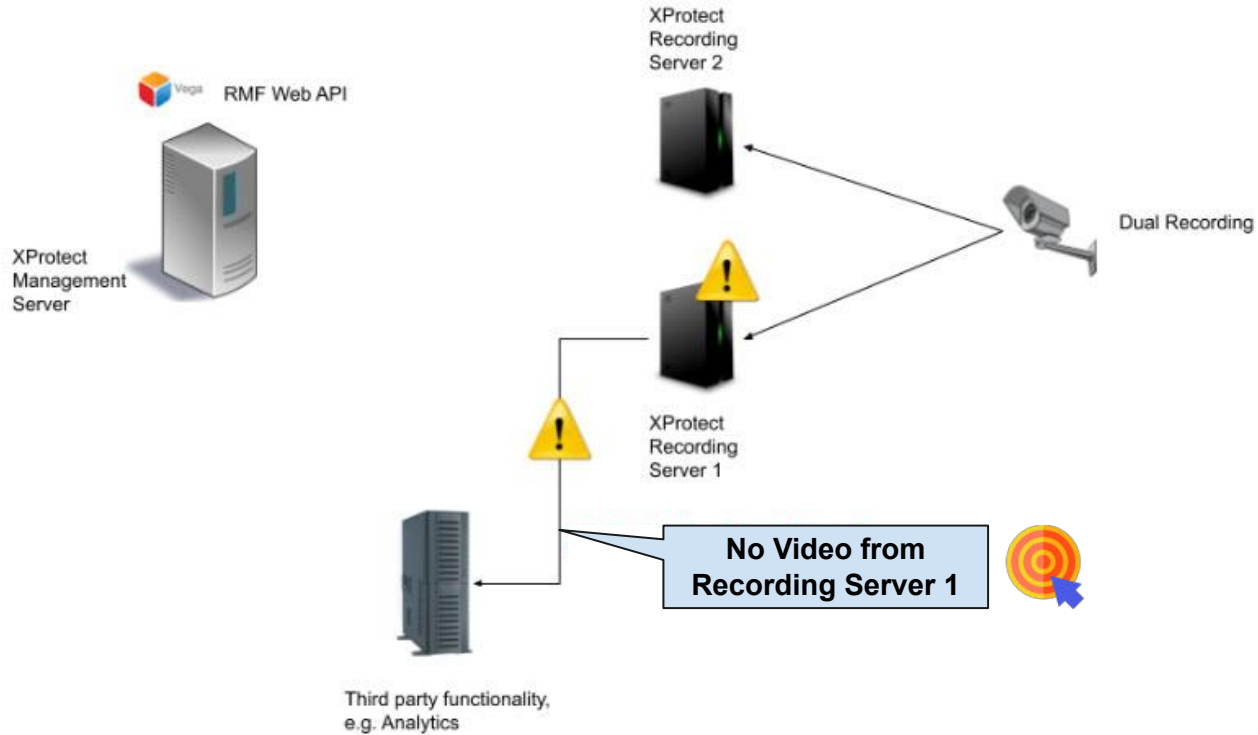 XProtect
Recording
Server 2
Vega
RMF Web API
Dual Recording
XProtect
Management
Server
XProtect
Recording
Server 1
No Video from
Recording Server 1
Third party functionality,
e.g. Analytics